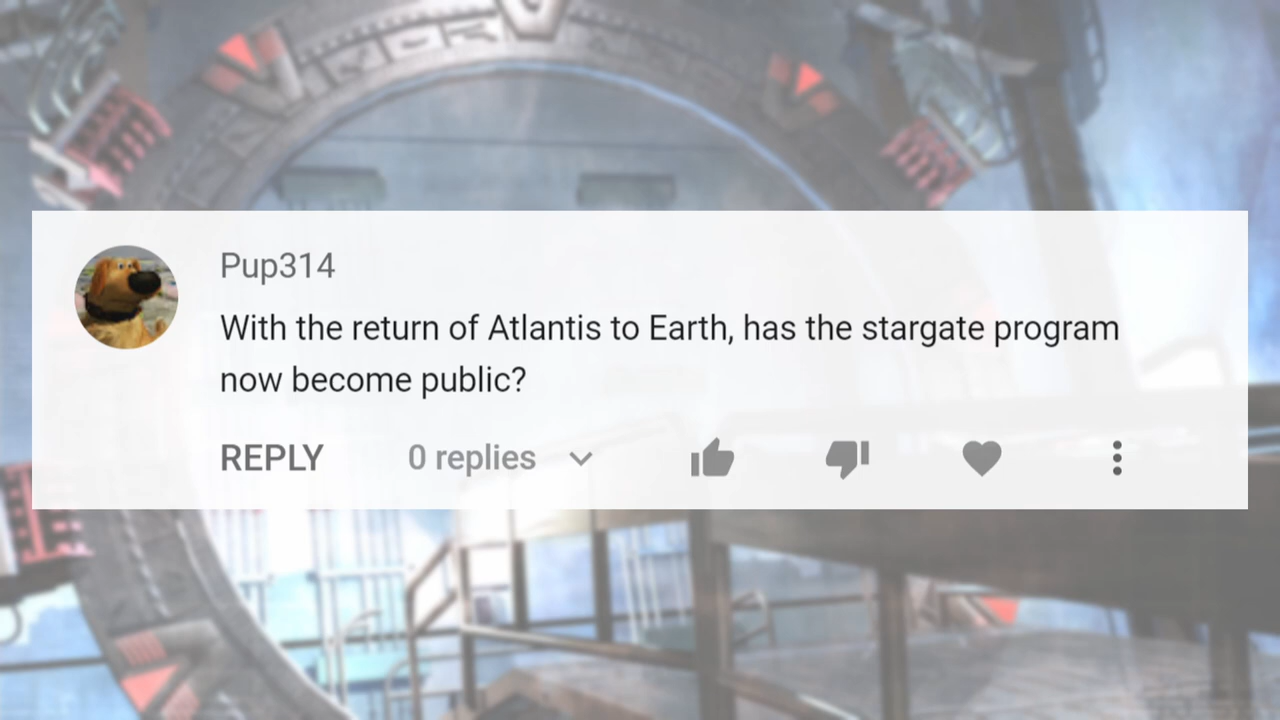 Pup314
With the return of Atlantis to Earth, has the stargate program
now become public?
REPLY 0 replies